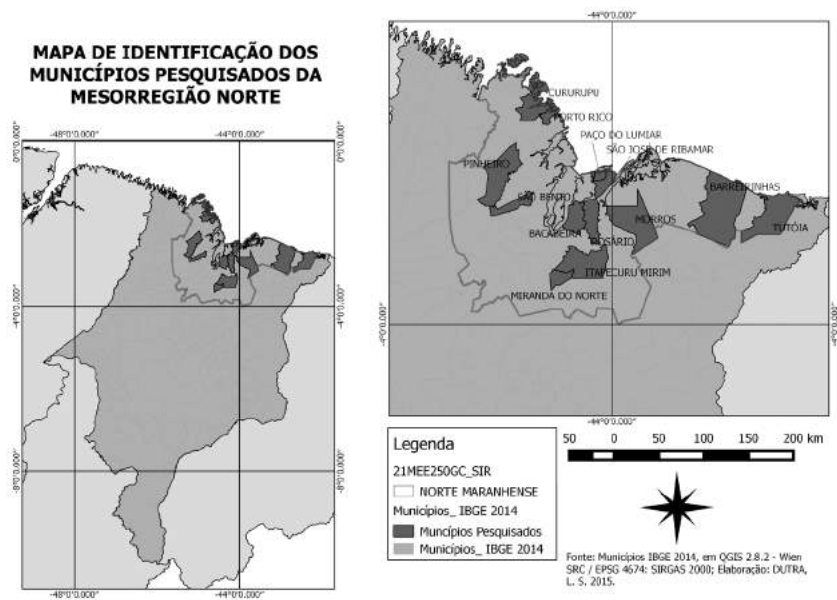 MAPA DE IDENTIFICAÇÃO DOS
MUNICÍPIOS PESQUISADOS DA
MESORREGIÃO NORTE
-48°0'0.000"
-44°0'0.000"
0°0'0.000"
0°0'0.000"
-4°0'0.000"
-4°0'0.000"
-8°0'0.000"
-8°0'0.000"
-48°0'0.000"
-44°0'0.000"
-44°0'0.000"
CURURUPU
PORTO RICO
PAÇO DO LUMIAR
SÃO JOSÉ DE RIBAMAR
PINHEIRO
SÃO BENTO
BARREIRINHAS
BACABEIRA
MORROS
TUTÓIA
ROSÁRIO
ITAPECURU MIRIM
MIRANDA DO NORTE
-4°0'0.000"
-4°0'0.000"
-44°0'0.000"
Legenda
21MEE250GC_SIR
NORTE MARANHENSE
Municípios_ IBGE 2014
Muncípios Pesquisados
Municípios_ IBGE 2014
50 0 50 100 150 200 km
Fonte: Municípios IBGE 2014, em QGIS 2.8.2 - Wien
SRC / EPSG 4674: SIRGAS 2000; Elaboração: DUTRA,
L. S. 2015.